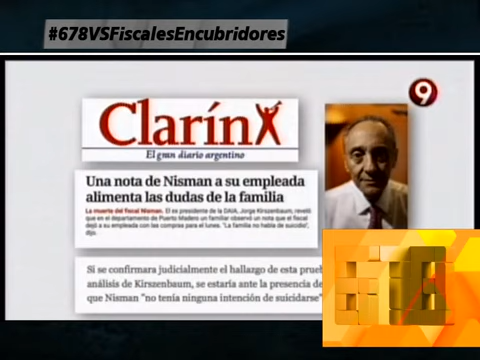 #678VSFiscalesEncubridores
9
Clarín
El gran diario argentino
Una nota de Nisman a su empleada
alimenta las dudas de la familia
La muerte del fiscal Nisman. El ex presidente de la DAIA, Jorge Kirszenbaum, reveló
que en el departamento de Puerto Madero un familiar observó una nota que el fiscal
dejó a su empleada con las compras para el lunes. "La familia no habla de suicidio",
dijo.
Si se confirmara judicialmente el hallazgo de esta
análisis de Kirszenbaum, se estaría ante la presencia de
que Nisman "no tenía ninguna intención de suicidarse"